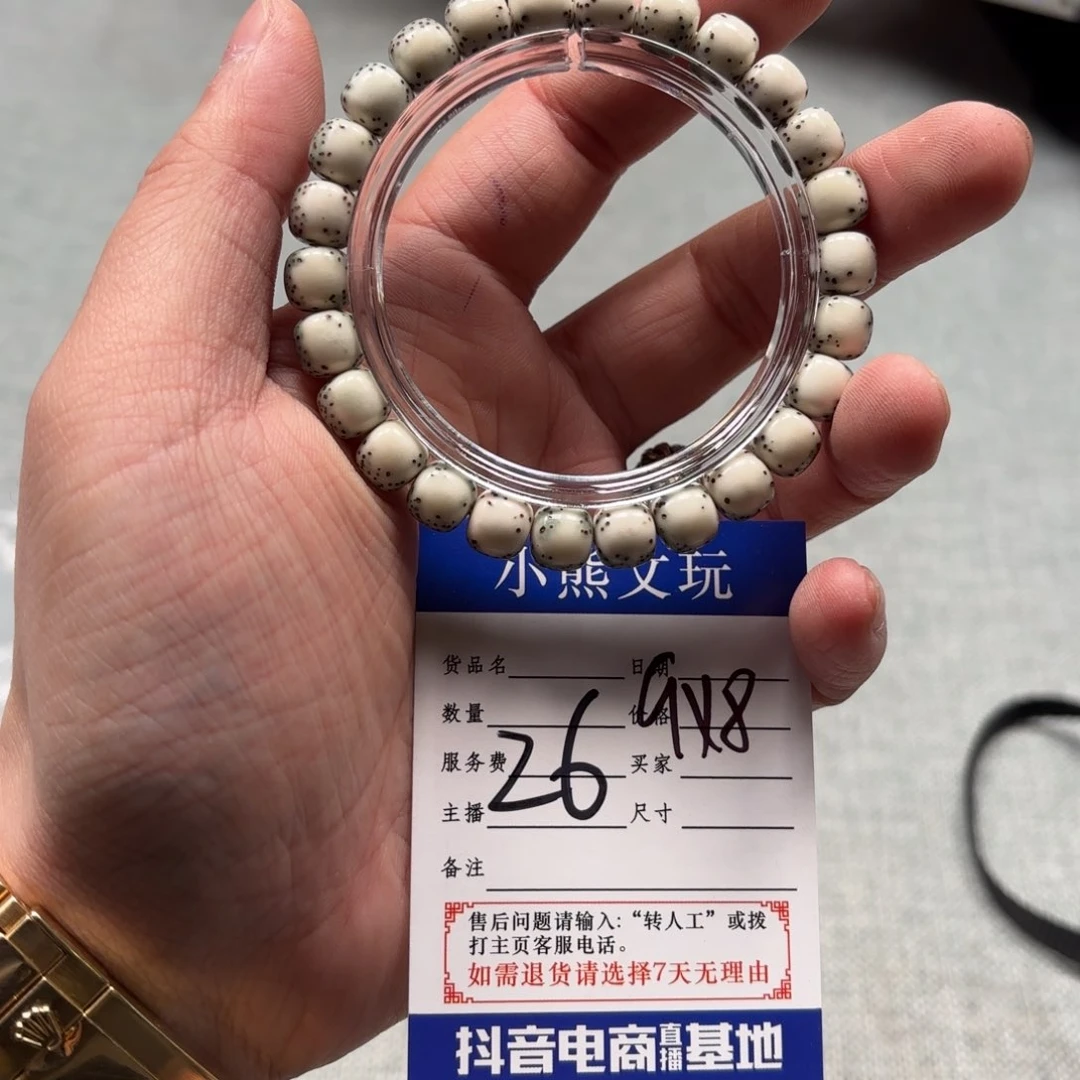 小熊文玩
货品名 日期
数量 价格
9X8
服务费 买家
26
主播 尺寸
备注
售后问题请输入：“转人工”或拨
打主页客服电话。
如需退货请选择7天无理由
抖音电商直播基地